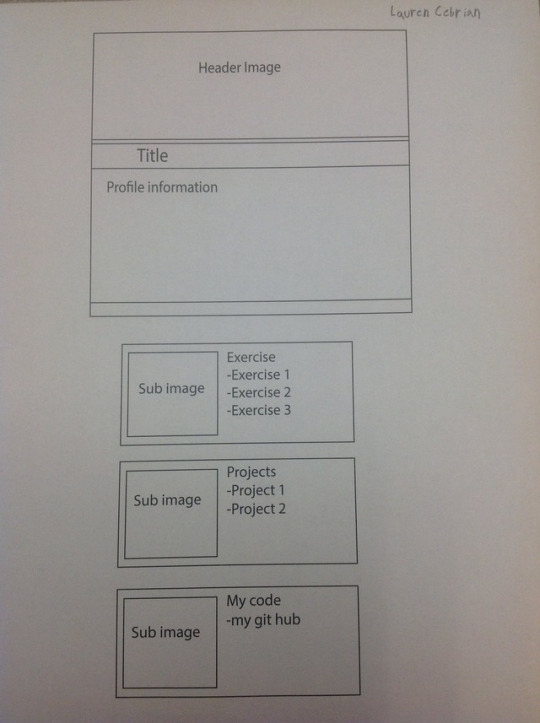 Lauren Cebrian
Header Image
Title
Profile information
Sub image
Exercise
-Exercise 1
-Exercise 2
-Exercise 3
Sub image
Projects
-Project 1
-Project 2
Sub image
My code
-my git hub